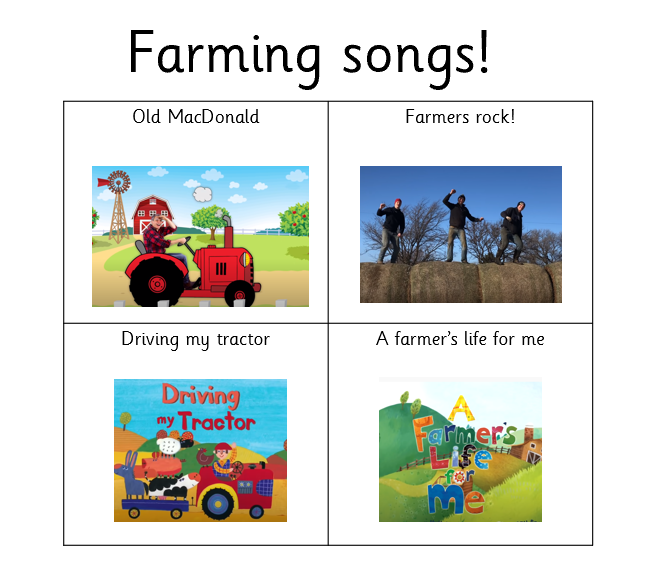 Farming songs!
Old MacDonald
Farmers rock!
Driving my tractor
A farmer's life for me
Driving
my Tractor
A
Farmer's
Life
for
Me